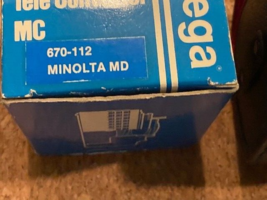 Tele Converter
MC
ega
670-112
MINOLTA MD